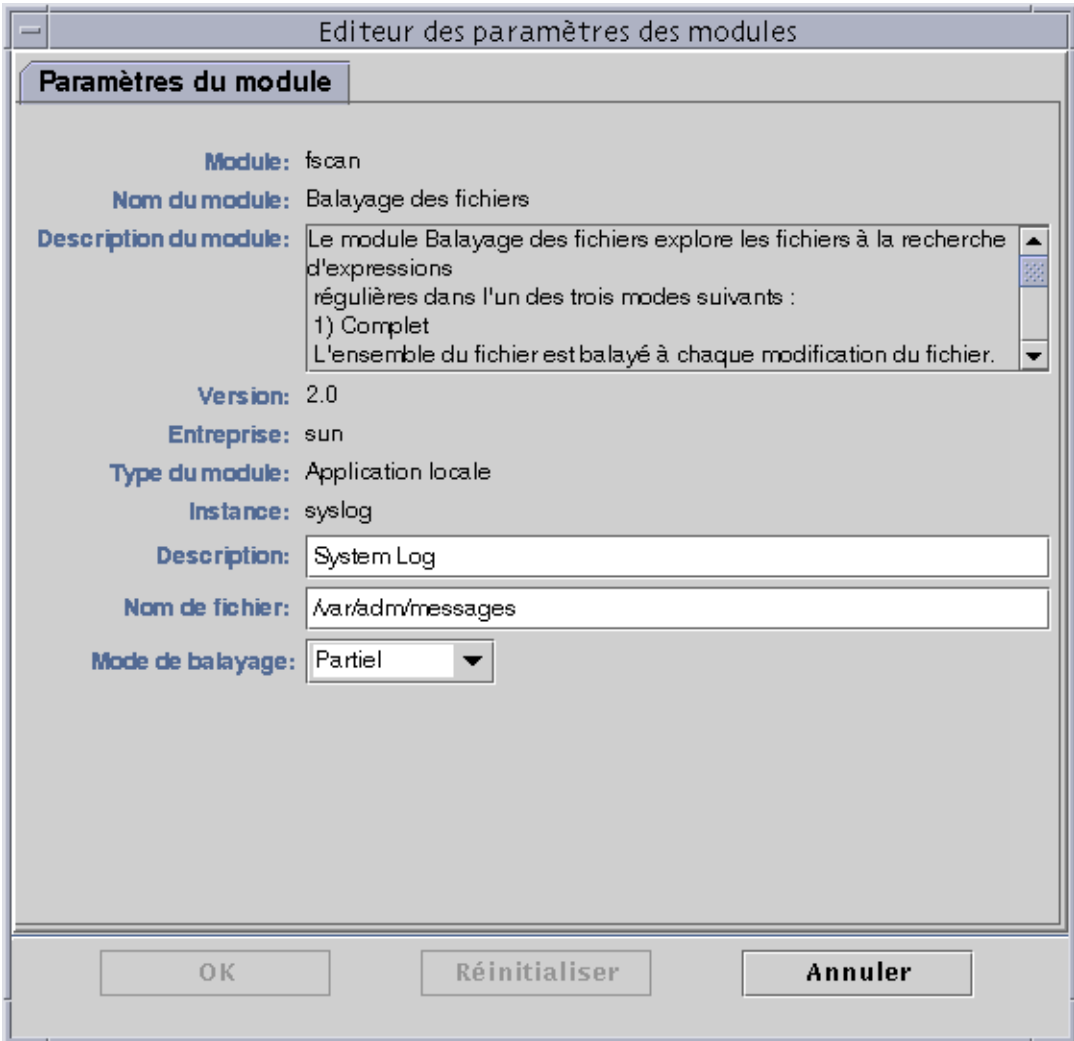 Editeur des paramètres des modules
Paramètres du module
Module: fscan
Nom du module: Balayage des fichiers
Description du module: Le module Balayage des fichiers explore les fichiers à la recherche
d'expressions
régulières dans l'un des trois modes suivants :
1) Complet
L'ensemble du fichier est balayé à chaque modification du fichier.
Version: 2.0
Entreprise: sun
Type du module: Application locale
Instance: syslog
Description: System Log
Nom de fichier: /var/adm/messages
Mode de balayage: Partiel
OK Réinitialiser Annuler